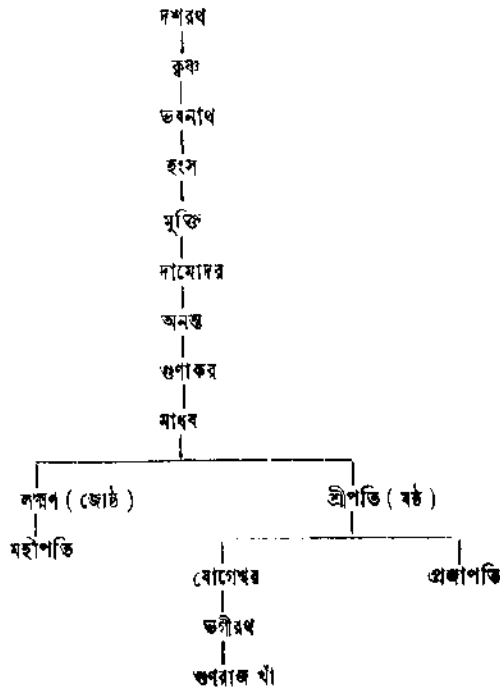 দশরথ
কৃষ্ণ
ভবনাথ
হংস
মুক্তি
দামোদর
অনন্ত
গুণাকর
মাধব
লক্ষ্মণ ( জ্যেষ্ঠ ) শ্রীপতি ( ষষ্ঠ )
মহীপতি
যোগেশ্বর প্রজাপতি
ভগীরথ
গুণরাজ খাঁ